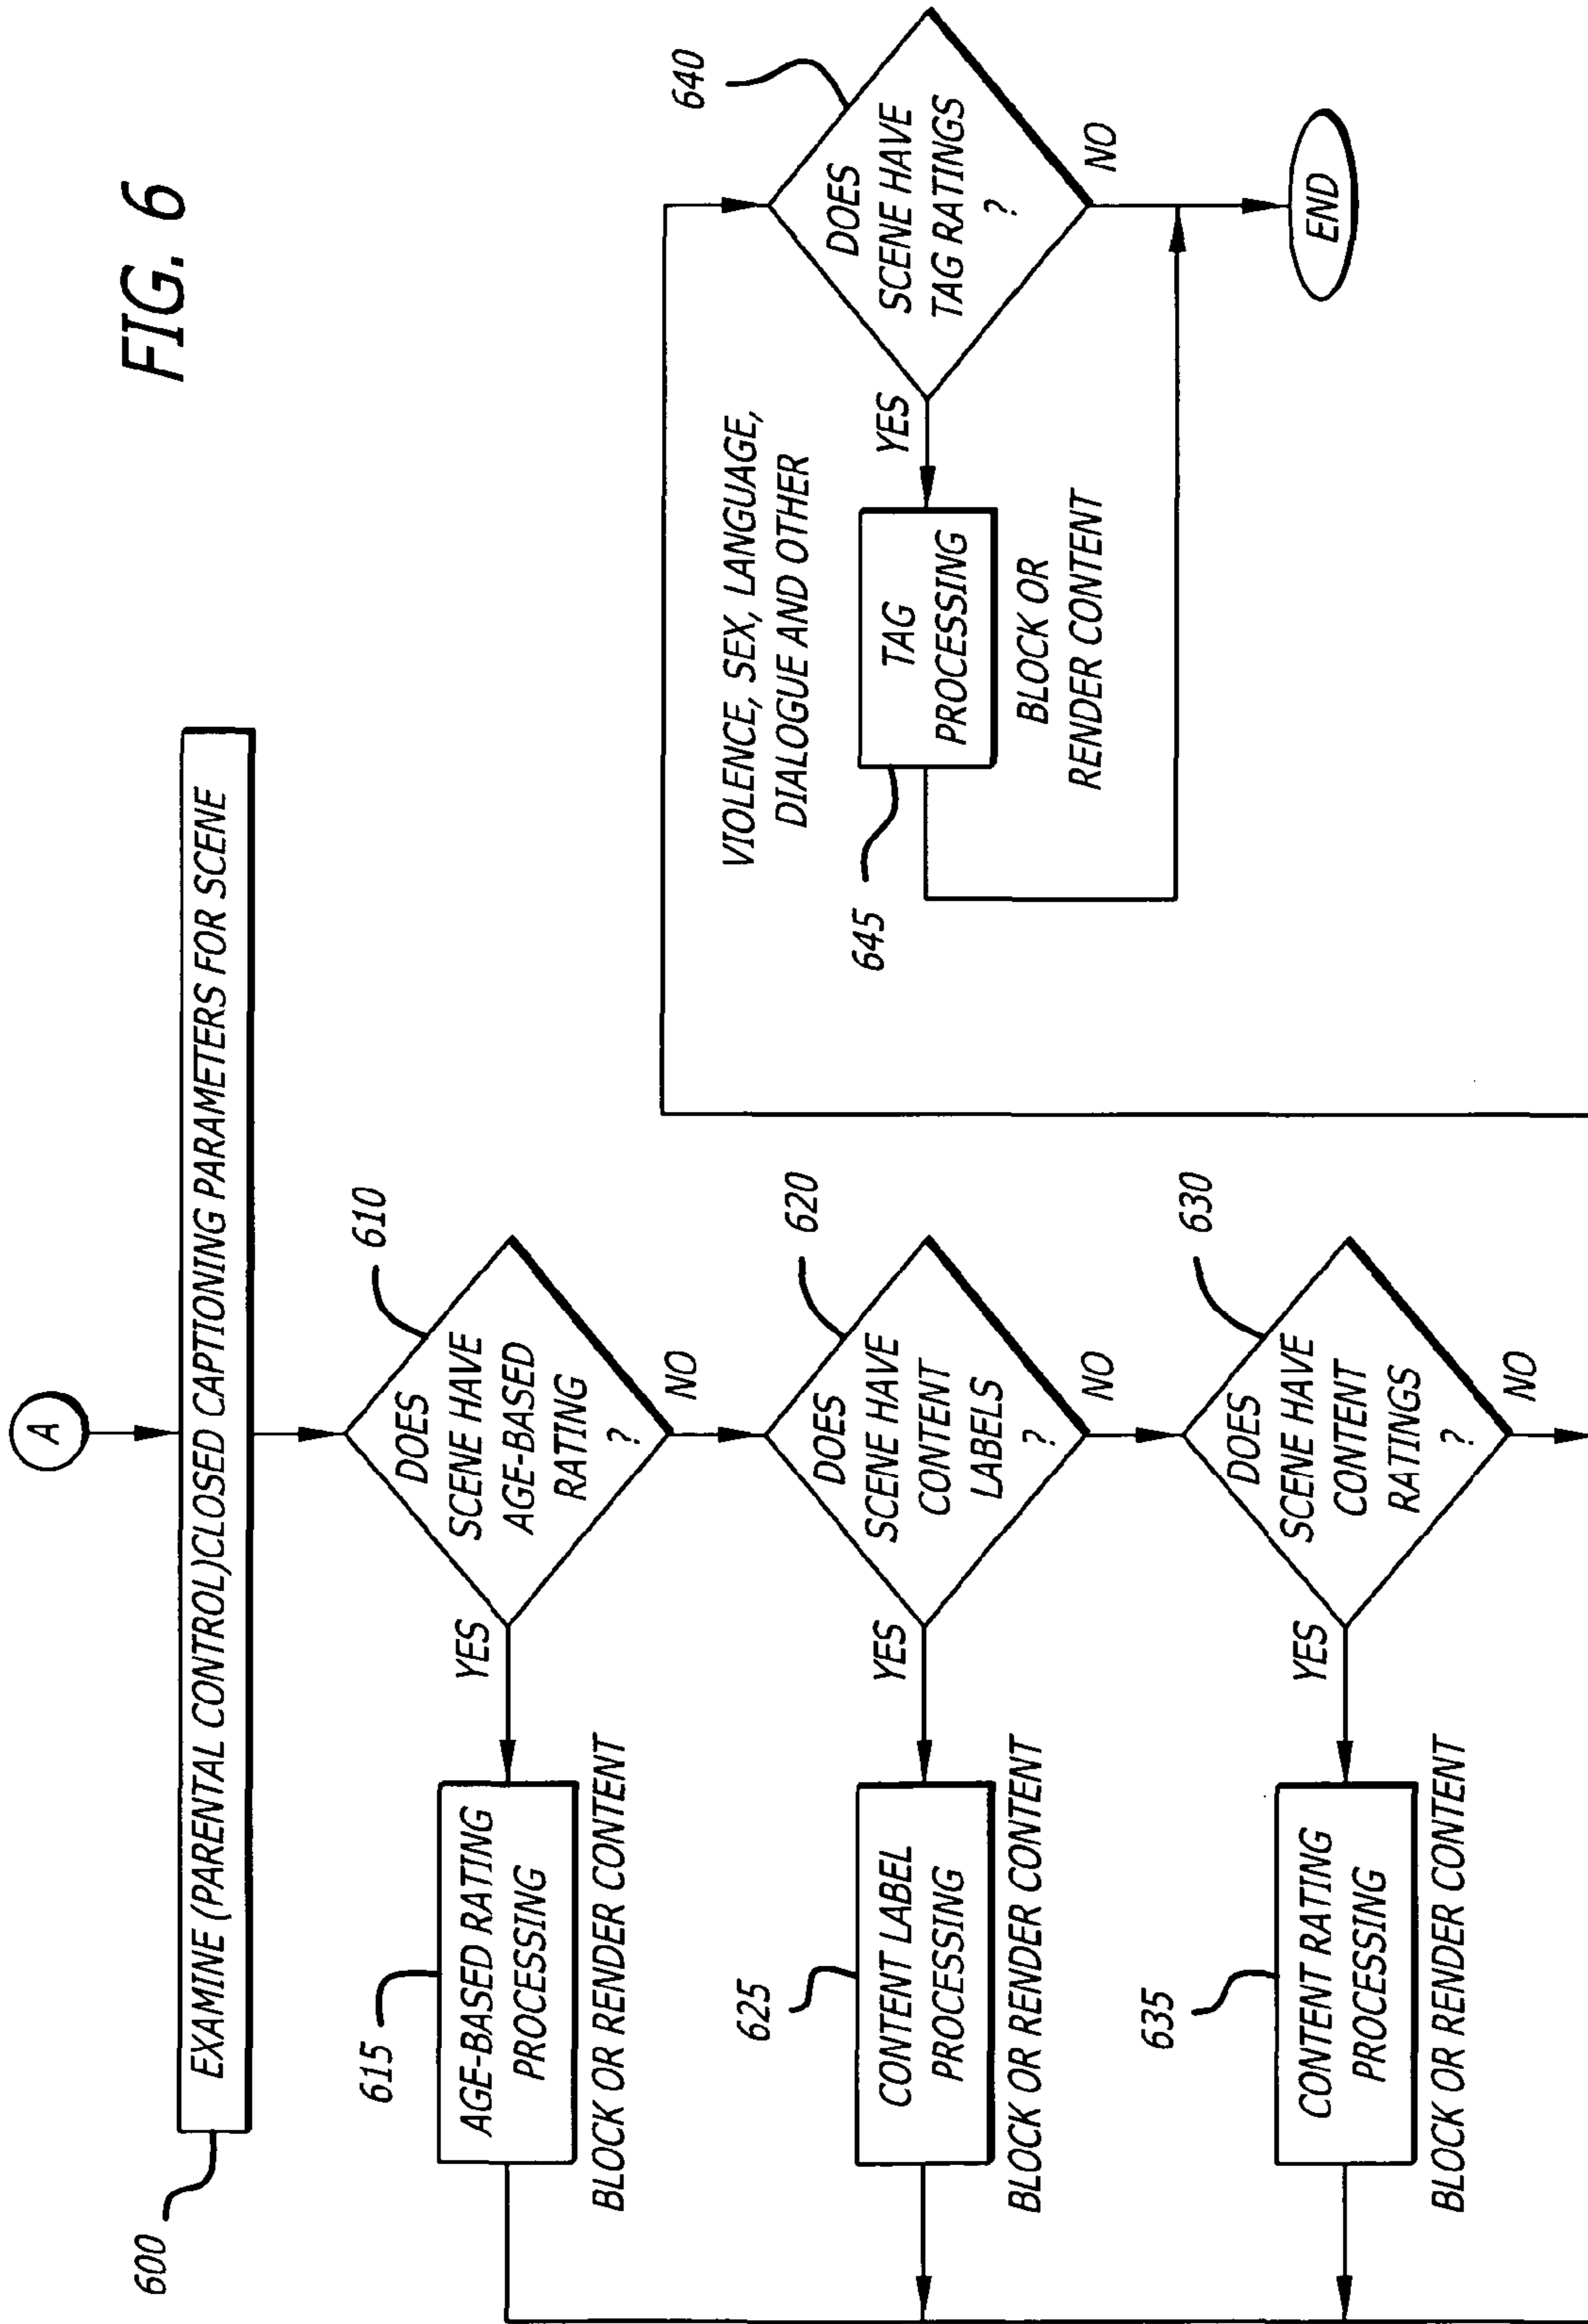 FIG. 6
A
600
EXAMINE (PARENTAL CONTROL)CLOSED CAPTIONING PARAMETERS FOR SCENE
610
DOES
SCENE HAVE
AGE-BASED
RATING
?
YES
NO
615
AGE-BASED RATING
PROCESSING
BLOCK OR RENDER CONTENT
620
DOES
SCENE HAVE
CONTENT
LABELS
?
YES
NO
625
CONTENT LABEL
PROCESSING
BLOCK OR RENDER CONTENT
630
DOES
SCENE HAVE
CONTENT
RATINGS
?
YES
NO
635
CONTENT RATING
PROCESSING
BLOCK OR RENDER CONTENT
640
DOES
SCENE HAVE
TAG RATINGS
?
YES
NO
VIOLENCE, SEX, LANGUAGE,
DIALOGUE AND OTHER
645
TAG
PROCESSING
BLOCK OR
RENDER CONTENT
END